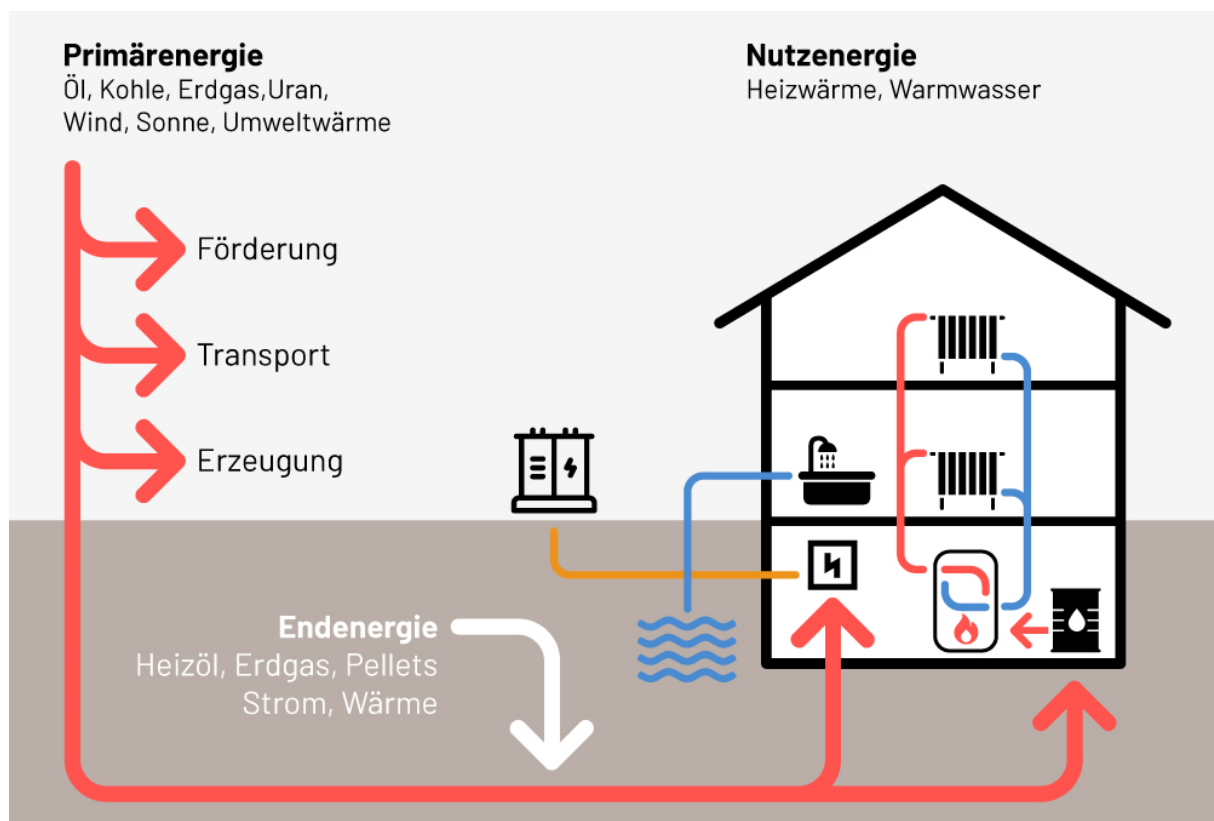 Primärenergie
Öl, Kohle, Erdgas,Uran,
Wind, Sonne, Umweltwärme
Nutzenergie
Heizwärme, Warmwasser
Förderung
Transport
Erzeugung
Endenergie
Heizöl, Erdgas, Pellets
Strom, Wärme